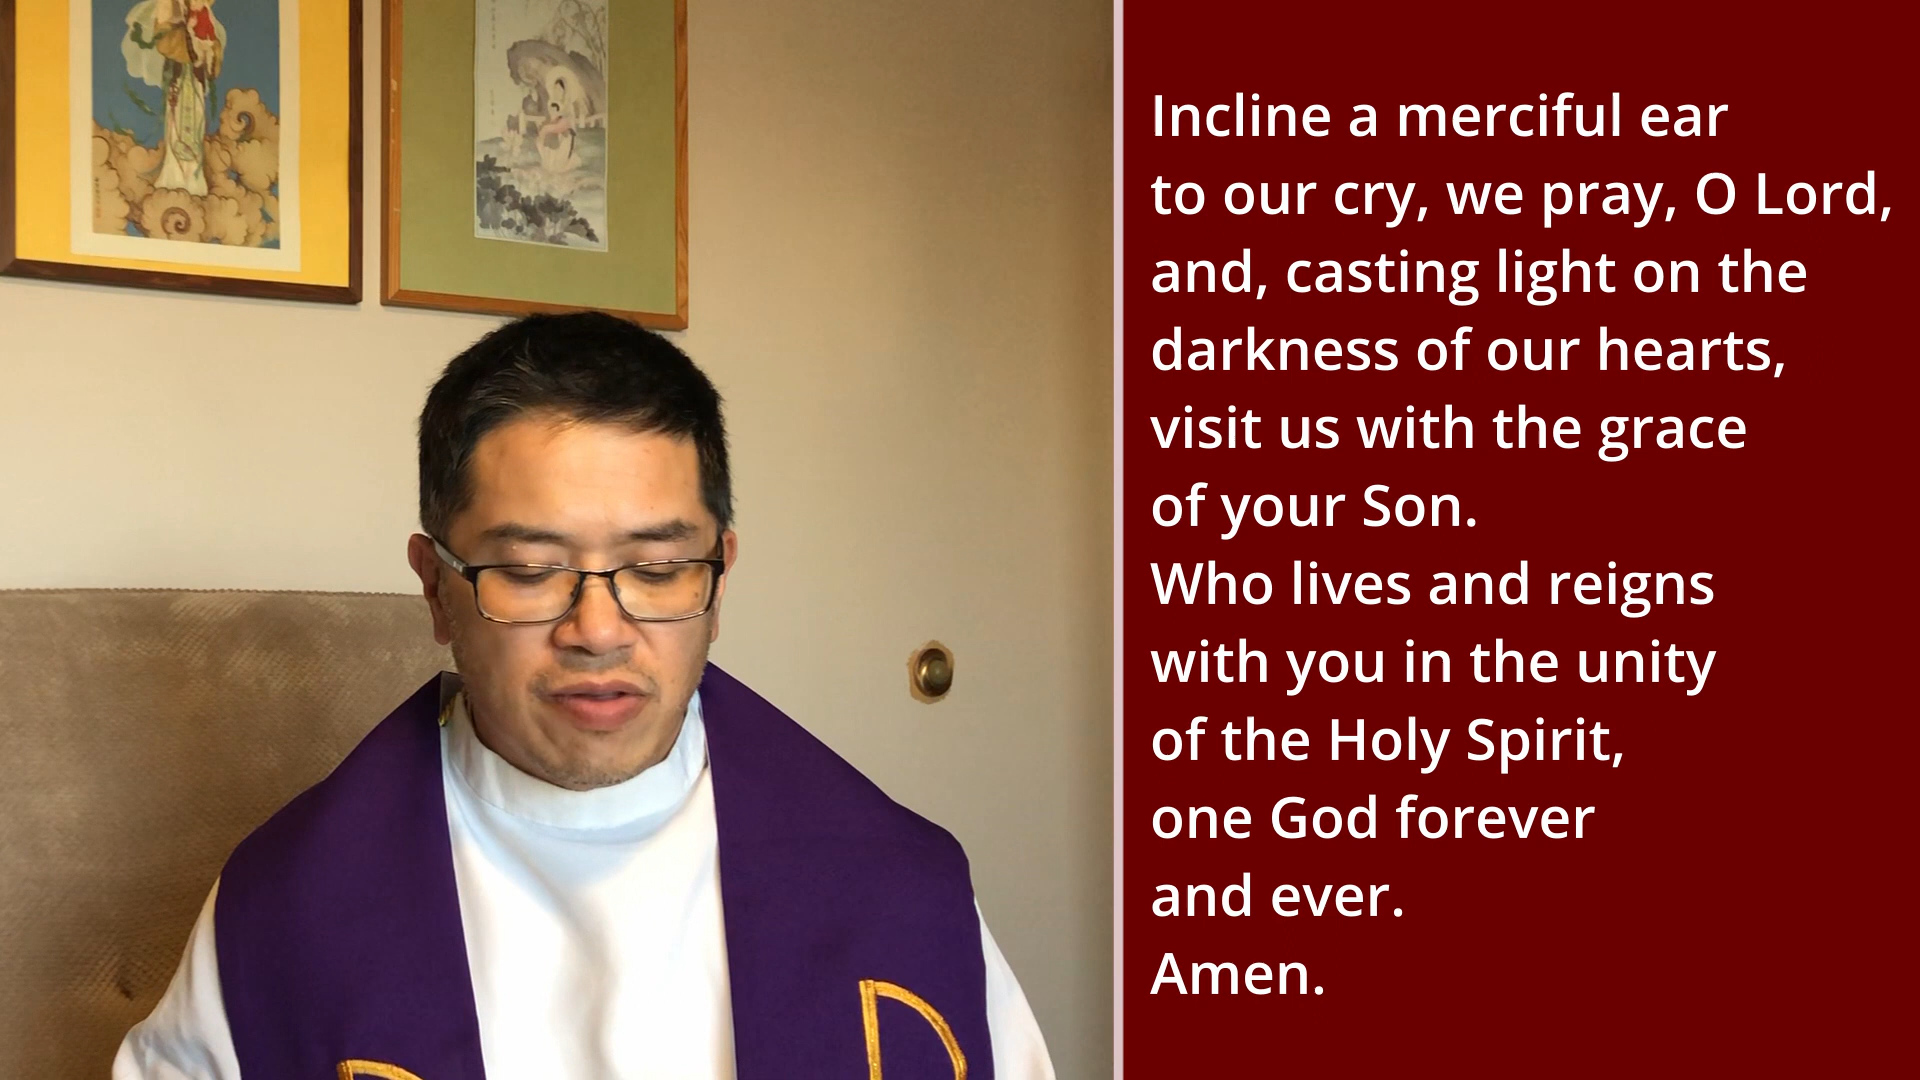 Incline a merciful ear
to our cry, we pray, O Lord,
and, casting light on the
darkness of our hearts,
visit us with the grace
of your Son.
Who lives and reigns
with you in the unity
of the Holy Spirit,
one God forever
and ever.
Amen.